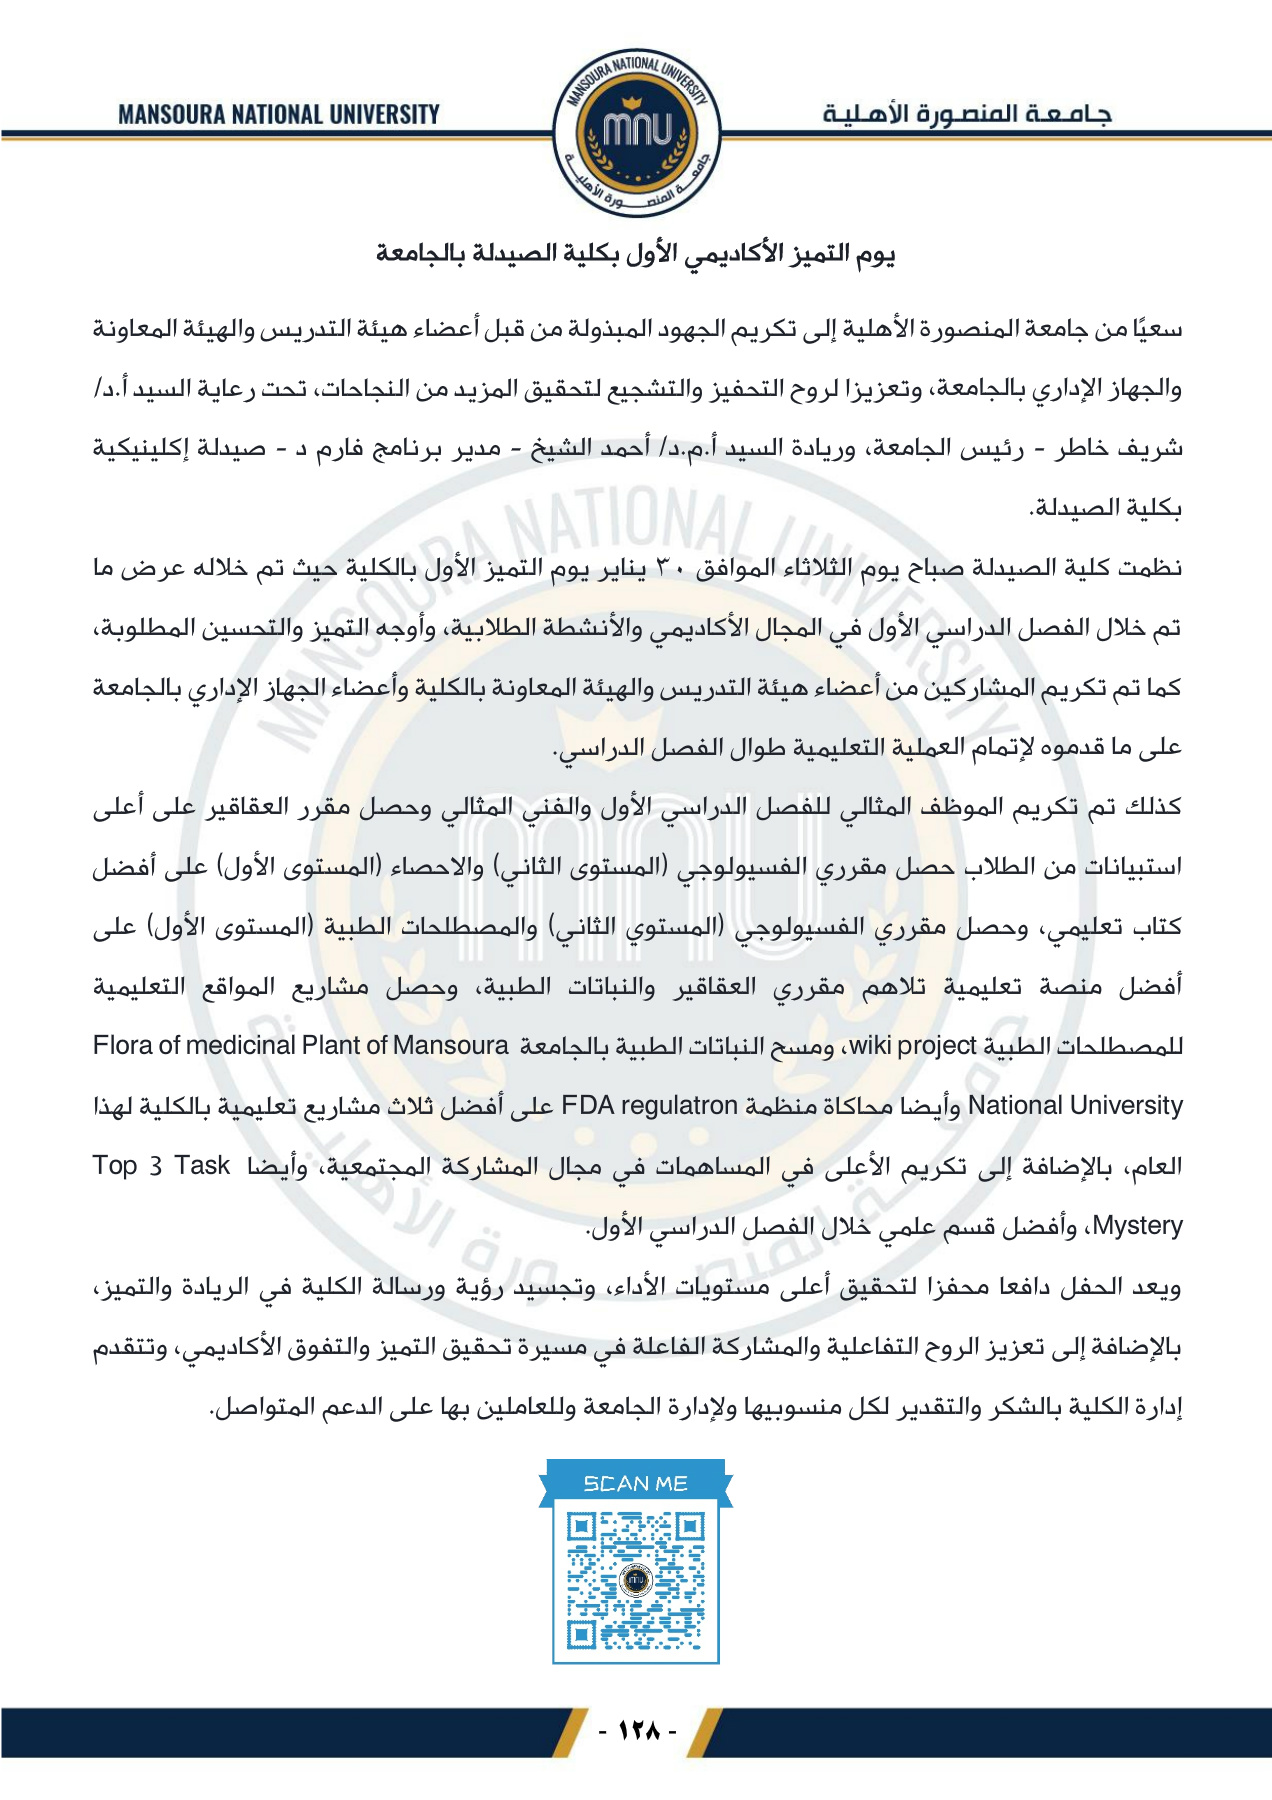 MANSOURA NATIONAL UNIVERSITY
MANSOURA NATIONAL UNIVERSITY
mnu
جامعة المنصورة الأهلية
جامعة المنصورة الأهلية
يوم التميز الأكاديمي الأول بكلية الصيدلة بالجامعة
سعيًا من جامعة المنصورة الأهلية إلى تكريم الجهود المبذولة من قبل أعضاء هيئة التدريس والهيئة المعاونة
والجهاز الإداري بالجامعة، وتعزيزا لروح التحفيز والتشجيع لتحقيق المزيد من النجاحات، تحت رعاية السيد أ.د/
شريف خاطر - رئيس الجامعة، وريادة السيد أ.م.د/ أحمد الشيخ - مدير برنامج فارم د - صيدلة إكلينيكية
بكلية الصيدلة.
نظمت كلية الصيدلة صباح يوم الثلاثاء الموافق ٣٠ يناير يوم التميز الأول بالكلية حيث تم خلاله عرض ما
تم خلال الفصل الدراسي الأول في المجال الأكاديمي والأنشطة الطلابية، وأوجه التميز والتحسين المطلوبة،
كما تم تكريم المشاركين من أعضاء هيئة التدريس والهيئة المعاونة بالكلية وأعضاء الجهاز الإداري بالجامعة
على ما قدموه لإتمام العملية التعليمية طوال الفصل الدراسي.
كذلك تم تكريم الموظف المثالي للفصل الدراسي الأول والفني المثالي وحصل مقرر العقاقير على أعلى
استبيانات من الطلاب حصل مقرري الفسيولوجي (المستوى الثاني) والاحصاء (المستوى الأول) على أفضل
كتاب تعليمي، وحصل مقرري الفسيولوجي (المستوي الثاني) والمصطلحات الطبية (المستوى الأول) على
أفضل منصة تعليمية تلاهم مقرري العقاقير والنباتات الطبية، وحصل مشاريع المواقع التعليمية
للمصطلحات الطبية wiki project، ومسح النباتات الطبية بالجامعة Flora of medicinal Plant of Mansoura
National University وأيضا محاكاة منظمة FDA regulatron على أفضل ثلاث مشاريع تعليمية بالكلية لهذا
العام، بالإضافة إلى تكريم الأعلى في المساهمات في مجال المشاركة المجتمعية، وأيضا Top 3 Task
Mystery، وأفضل قسم علمي خلال الفصل الدراسي الأول.
ويعد الحفل دافعا محفزا لتحقيق أعلى مستويات الأداء، وتجسيد رؤية ورسالة الكلية في الريادة والتميز،
بالإضافة إلى تعزيز الروح التفاعلية والمشاركة الفاعلة في مسيرة تحقيق التميز والتفوق الأكاديمي، وتتقدم
إدارة الكلية بالشكر والتقدير لكل منسوبيها ولإدارة الجامعة وللعاملين بها على الدعم المتواصل.
SCAN ME
- ١٢٨ -